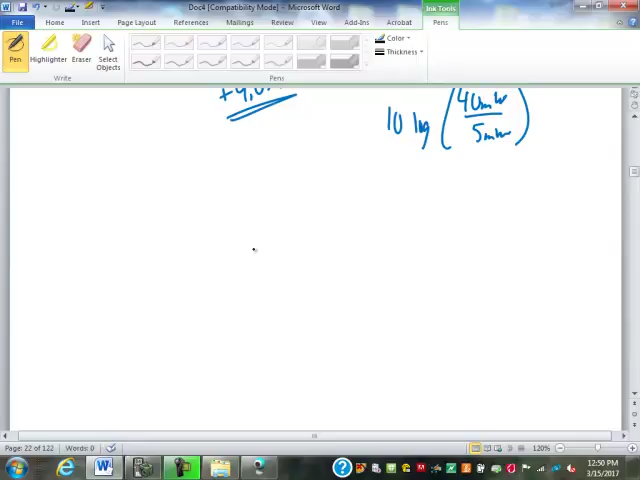 Doc4 [Compatibility Mode] - Microsoft Word
Ink Tools
File Home Insert Page Layout References Mailings Review View Add-Ins Acrobat Pens
Pen Highlighter Eraser Select Objects
Color
Thickness
Write
Pens
10 log ( 40mW / 5mW )
Page: 22 of 122 Words: 0
120%
12:50 PM
3/15/2017